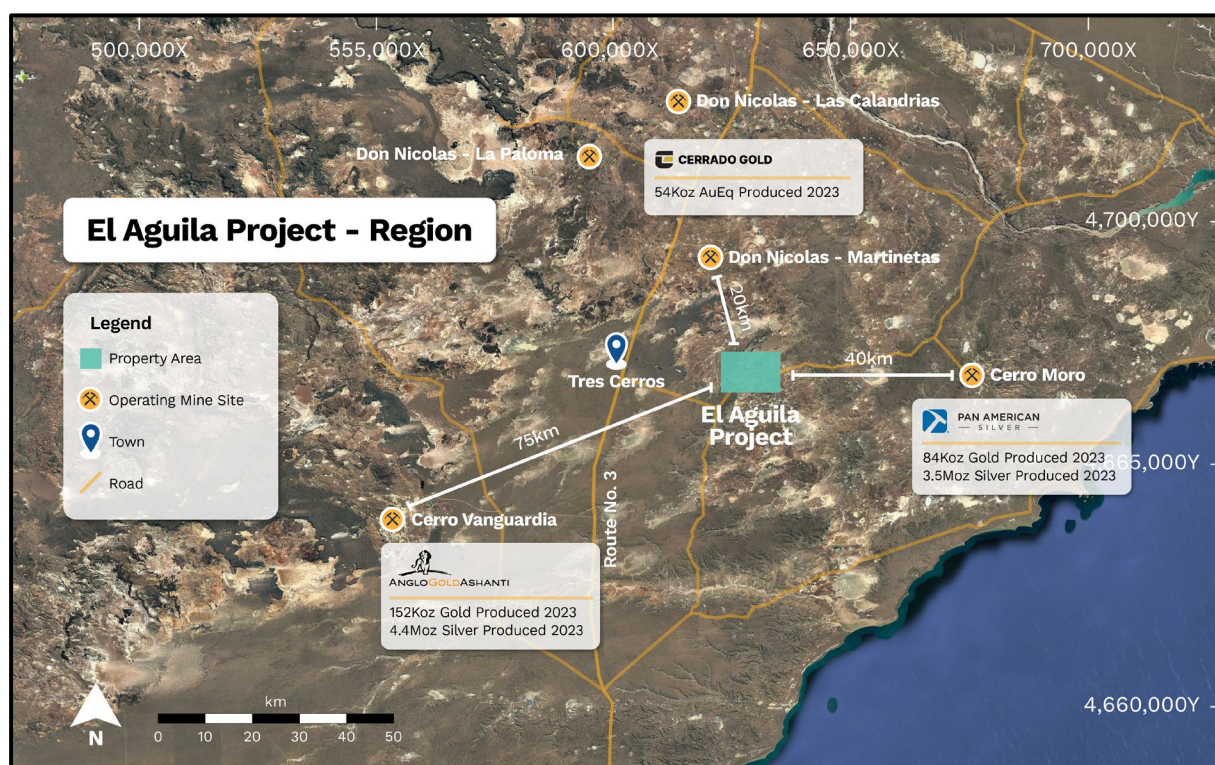 500,000X
555,000X
600,000X
650,000X
700,000X
Don Nicolas - Las Calandrias
Don Nicolas - La Paloma
CERRADO GOLD
54Koz AuEq Produced 2023
4,700,000Y
El Aguila Project - Region
Don Nicolas - Martinetas
20km
Legend
Property Area
Operating Mine Site
Town
Road
Tres Cerros
40km
Cerro Moro
El Aguila
Project
PAN AMERICAN
SILVER
84Koz Gold Produced 2023
3.5Moz Silver Produced 2023
4,665,000Y
75km
Route No. 3
Cerro Vanguardia
ANGLOGOLDASHANTI
152Koz Gold Produced 2023
4.4Moz Silver Produced 2023
N
km
0 10 20 30 40 50
4,660,000Y